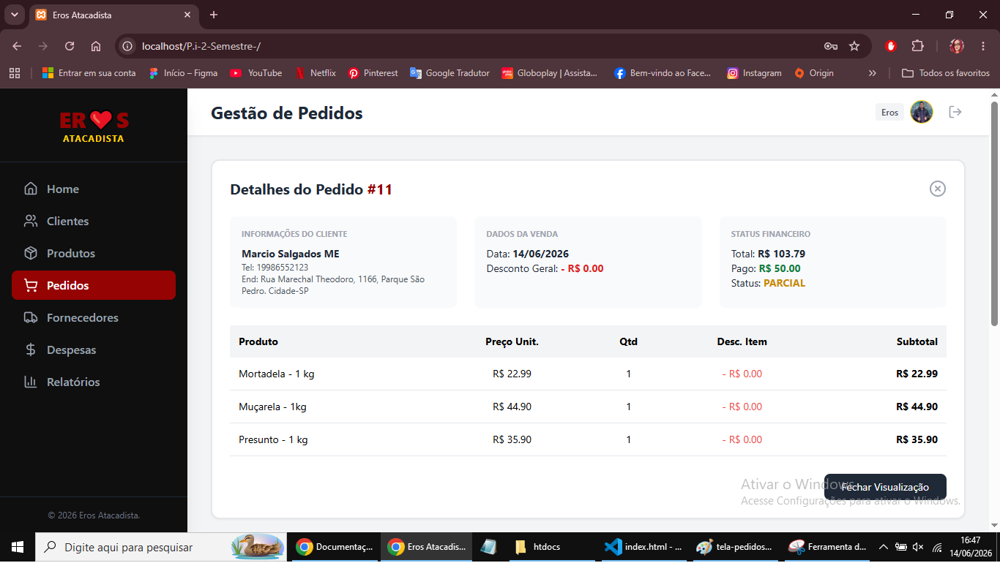 Eros Atacadista
localhost/P.i-2-Semestre-/
Entrar em sua conta
Início – Figma
YouTube
Netflix
Pinterest
Google Tradutor
Globoplay | Assista...
Bem-vindo ao Face...
Instagram
Origin
Todos os favoritos
EROS
ATACADISTA
Gestão de Pedidos
Eros
Home
Clientes
Produtos
Pedidos
Fornecedores
Despesas
Relatórios
© 2026 Eros Atacadista.
Detalhes do Pedido #11
INFORMAÇÕES DO CLIENTE
Marcio Salgados ME
Tel: 19986552123
End: Rua Marechal Theodoro, 1166, Parque São
Pedro. Cidade-SP
DADOS DA VENDA
Data: 14/06/2026
Desconto Geral: - R$ 0.00
STATUS FINANCEIRO
Total: R$ 103.79
Pago: R$ 50.00
Status: PARCIAL
Produto Preço Unit. Qtd Desc. Item Subtotal
Mortadela - 1 kg R$ 22.99 1 - R$ 0.00 R$ 22.99
Muçarela - 1kg R$ 44.90 1 - R$ 0.00 R$ 44.90
Presunto - 1 kg R$ 35.90 1 - R$ 0.00 R$ 35.90
Fechar Visualização
Ativar o Windows
Acesse Configurações para ativar o Windows.
Digite aqui para pesquisar
Documentaç...
Eros Atacadis...
htdocs
index.html - ...
tela-pedidos...
Ferramenta d...
16:47
14/06/2026